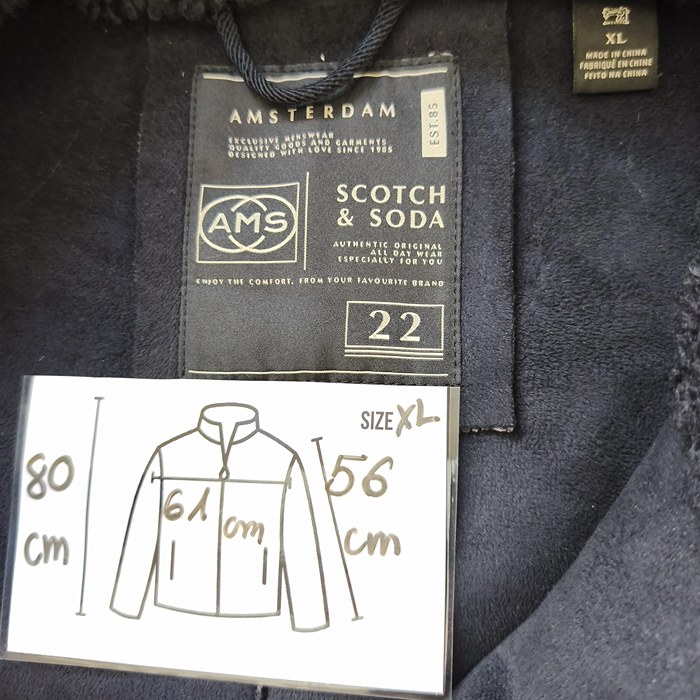 XL
MADE IN CHINA
FABRIQUÉ EN CHINE
FEITO NA CHINA
AMSTERDAM
EST.85
EXCLUSIVE MENSWEAR
QUALITY GOODS AND GARMENTS
DESIGNED WITH LOVE SINCE 1985
AMS
SCOTCH
& SODA
AUTHENTIC ORIGINAL
ALL DAY WEAR
ESPECIALLY FOR YOU
ENJOY THE COMFORT, FROM YOUR FAVOURITE BRAND
22
SIZE XL
80
cm
61 cm
56
cm